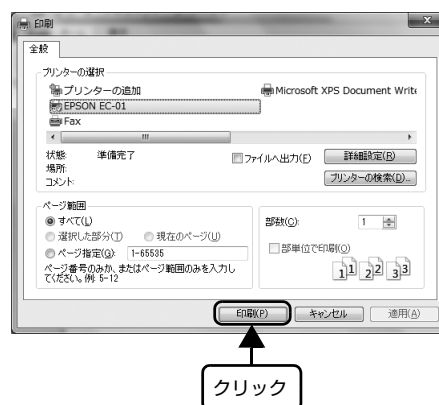 印刷
全般
プリンターの選択
プリンターの追加
Microsoft XPS Document Write
EPSON EC-01
Fax
状態: 準備完了
ファイルへ出力(F)
詳細設定(R)
場所:
コメント:
プリンターの検索(D)...
ページ範囲
すべて(L)
選択した部分(T)
現在のページ(U)
ページ指定(G): 1-65535
ページ番号のみか、またはページ範囲のみを入力し
てください。例: 5-12
部数(C): 1
部単位で印刷(O)
11 22 33
印刷(P)
キャンセル
適用(A)
クリック